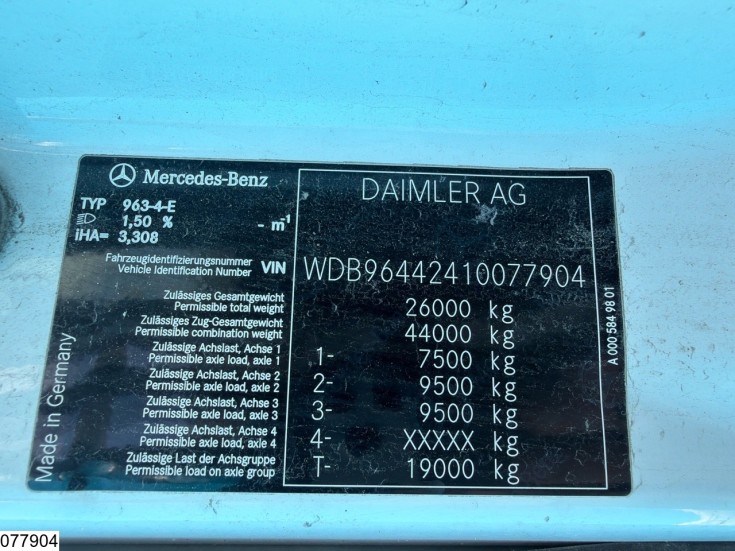 Mercedes-Benz
DAIMLER AG
TYP 963-4-E
1,50 % - m⁻¹
iHA= 3,308
Fahrzeugidentifizierungsnummer
Vehicle Identification Number VIN WDB96442410077904
Zulässiges Gesamtgewicht
Permissible total weight 26000 kg
Zulässiges Zug-Gesamtgewicht
Permissible combination weight 44000 kg
Zulässige Achslast, Achse 1
Permissible axle load, axle 1 1- 7500 kg
Zulässige Achslast, Achse 2
Permissible axle load, axle 2 2- 9500 kg
Zulässige Achslast, Achse 3
Permissible axle load, axle 3 3- 9500 kg
Zulässige Achslast, Achse 4
Permissible axle load, axle 4 4- XXXXX kg
Zulässige Last der Achsgruppe
Permissible load on axle group T- 19000 kg
Made in Germany
A 000 584 98 01
077904